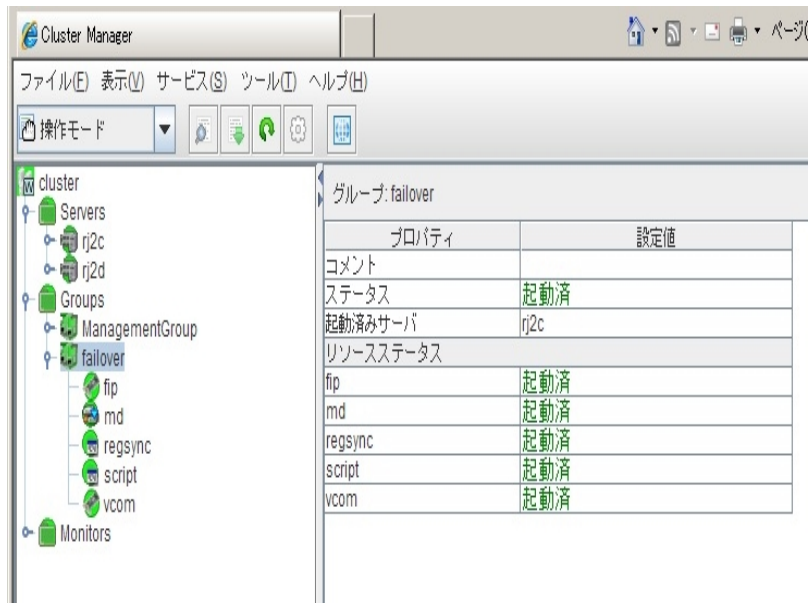 Cluster Manager
ページ(
ファイル(F) 表示(V) サービス(S) ツール(T) ヘルプ(H)
操作モード
cluster
Servers
rj2c
rj2d
Groups
ManagementGroup
failover
fip
md
regsync
script
vcom
Monitors
グループ: failover
プロパティ 設定値
コメント
ステータス 起動済
起動済みサーバ rj2c
リソースステータス
fip 起動済
md 起動済
regsync 起動済
script 起動済
vcom 起動済